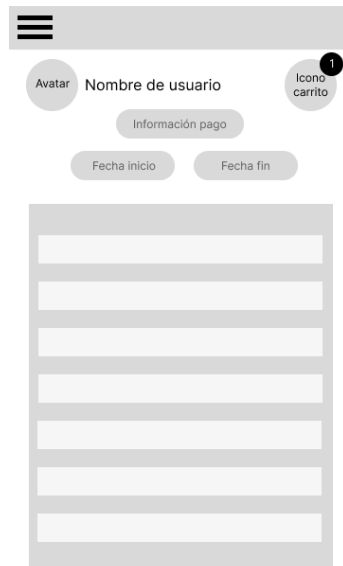 1
Avatar
Nombre de usuario
Icono
carrito
Información pago
Fecha inicio
Fecha fin